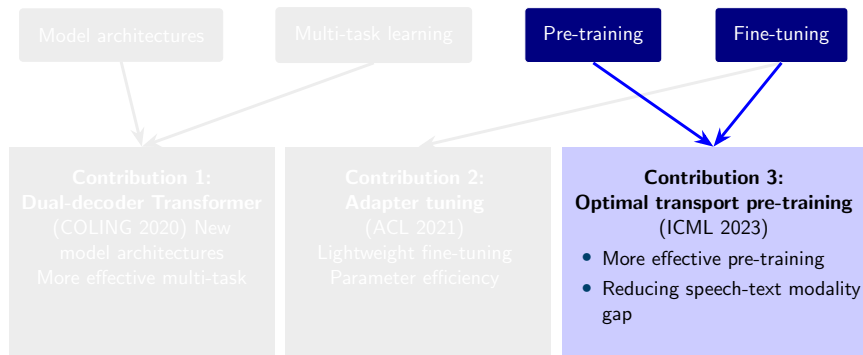 Model architectures
Multi-task learning
Pre-training
Fine-tuning
Contribution 1:
Dual-decoder Transformer
(COLING 2020) New
model architectures
More effective multi-task
Contribution 2:
Adapter tuning
(ACL 2021)
Lightweight fine-tuning
Parameter efficiency
Contribution 3:
Optimal transport pre-training
(ICML 2023)
• More effective pre-training
• Reducing speech-text modality
gap